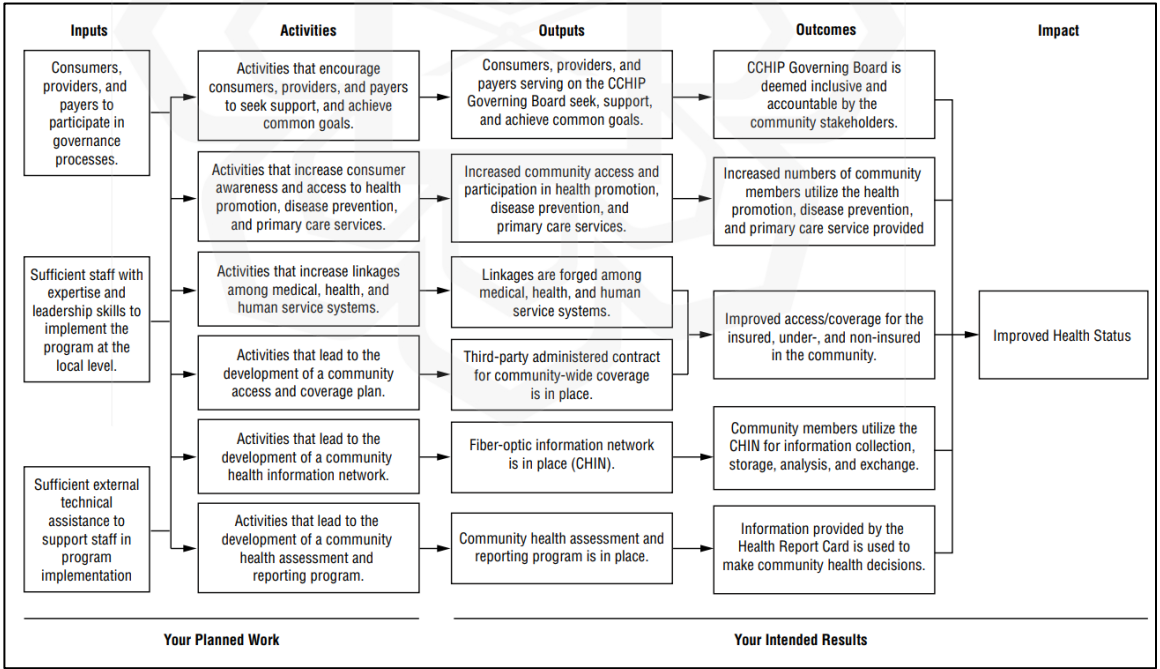 Inputs
Activities
Outputs
Outcomes
Impact
Consumers,
providers, and
payers to
participate in
governance
processes.
Activities that encourage
consumers, providers, and payers
to seek support, and achieve
common goals.
Consumers, providers, and
payers serving on the CCHIP
Governing Board seek, support,
and achieve common goals.
CCHIP Governing Board is
deemed inclusive and
accountable by the
community stakeholders.
Activities that increase consumer
awareness and access to health
promotion, disease prevention,
and primary care services.
Increased community access and
participation in health promotion,
disease prevention, and
primary care services.
Increased numbers of community
members utilize the health
promotion, disease prevention,
and primary care service provided
Sufficient staff with
expertise and
leadership skills to
implement the
program at the
local level.
Activities that increase linkages
among medical, health, and
human service systems.
Linkages are forged among
medical, health, and human
service systems.
Improved access/coverage for the
insured, under-, and non-insured
in the community.
Improved Health Status
Activities that lead to the
development of a community
access and coverage plan.
Third-party administered contract
for community-wide coverage
is in place.
Activities that lead to the
development of a community
health information network.
Fiber-optic information network
is in place (CHIN).
Community members utilize the
CHIN for information collection,
storage, analysis, and exchange.
Sufficient external
technical
assistance to
support staff in
program
implementation
Activities that lead to the
development of a community
health assessment and
reporting program.
Community health assessment and
reporting program is in place.
Information provided by the
Health Report Card is used to
make community health decisions.
Your Planned Work
Your Intended Results